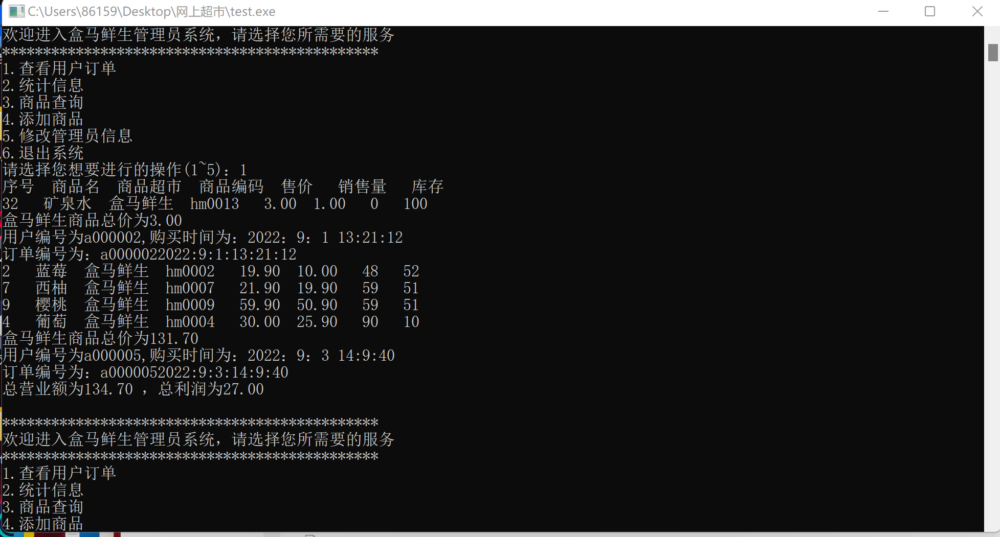 C:\Users\86159\Desktop\网上超市\test.exe
欢迎进入盒马鲜生管理员系统，请选择您所需要的服务
**********************************************
1.查看用户订单
2.统计信息
3.商品查询
4.添加商品
5.修改管理员信息
6.退出系统
请选择您想要进行的操作(1~5)：1
序号  商品名  商品超市  商品编码  售价   销售量   库存
32   矿泉水  盒马鲜生  hm0013   3.00  1.00   0   100
盒马鲜生商品总价为3.00
用户编号为a000002,购买时间为：2022：9：1 13:21:12
订单编号为：a0000022022:9:1:13:21:12
2   蓝莓  盒马鲜生  hm0002   19.90  10.00   48   52
7   西柚  盒马鲜生  hm0007   21.90  19.90   59   51
9   樱桃  盒马鲜生  hm0009   59.90  50.90   59   51
4   葡萄  盒马鲜生  hm0004   30.00  25.90   90   10
盒马鲜生商品总价为131.70
用户编号为a000005,购买时间为：2022：9：3 14:9:40
订单编号为：a0000052022:9:3:14:9:40
总营业额为134.70 ，总利润为27.00
**********************************************
欢迎进入盒马鲜生管理员系统，请选择您所需要的服务
**********************************************
1.查看用户订单
2.统计信息
3.商品查询
4.添加商品